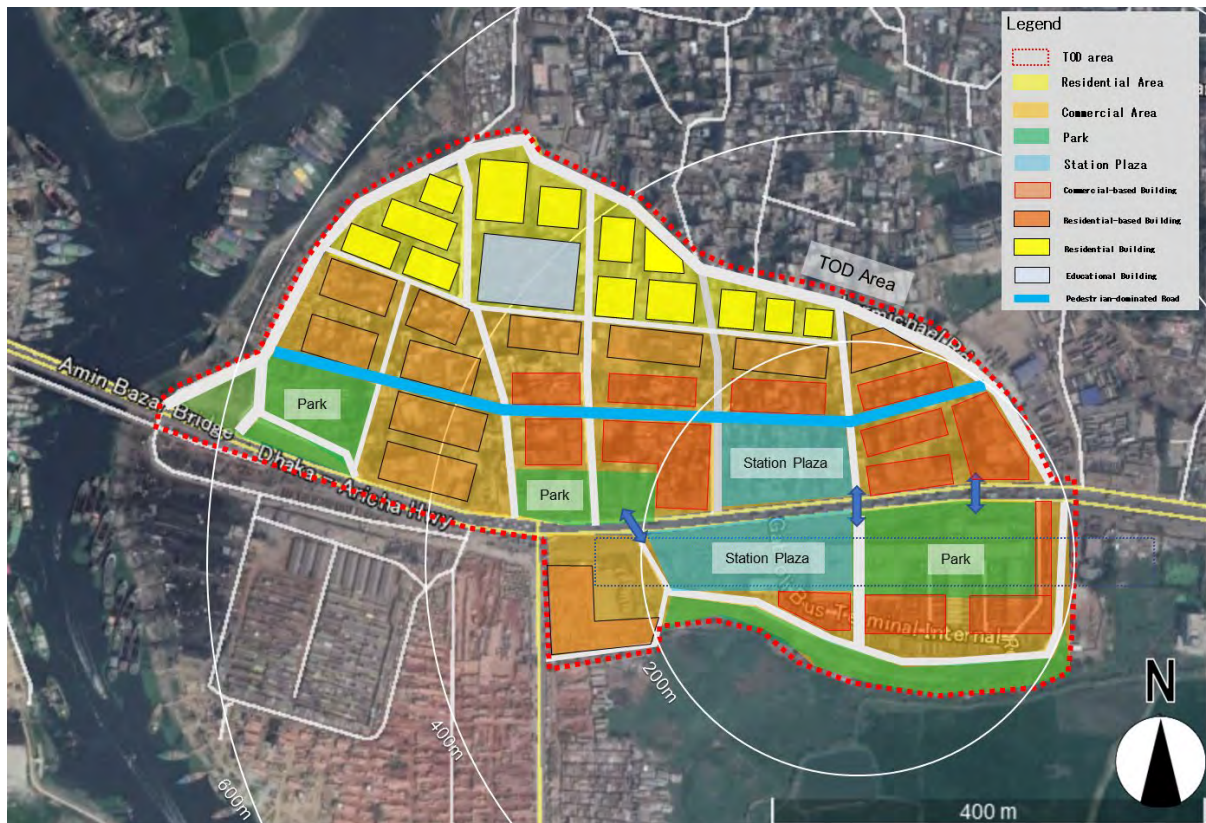 Legend
TOD area
Residential Area
Commercial Area
Park
Station Plaza
Commercial-based Building
Residential-based Building
Residential Building
Educational Building
Pedestrian-dominated Road
TOD Area
Amin Bazar Bridge
Dhaka - Aricha Hwy
Park
Station Plaza
Park
Station Plaza
Park
Bus Terminal Internal R
200m
400m
600m
N
400 m